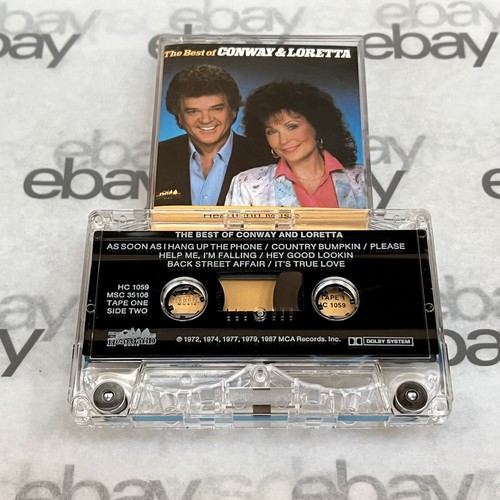 The Best of CONWAY & LORETTA
THE BEST OF CONWAY AND LORETTA
AS SOON AS I HANG UP THE PHONE / COUNTRY BUMPKIN / PLEASE
HELP ME, I'M FALLING / HEY GOOD LOOKIN
BACK STREET AFFAIR / IT'S TRUE LOVE
HC 1059
MSC 35106
TAPE ONE
SIDE TWO
TAPE 1
C 1059
HEARTLAND
MUSIC
© 1972, 1974, 1977, 1979, 1987 MCA Records. Inc.
DOLBY SYSTEM
ebay
ebay
ebay
ebay
ebay
ebay
ebay